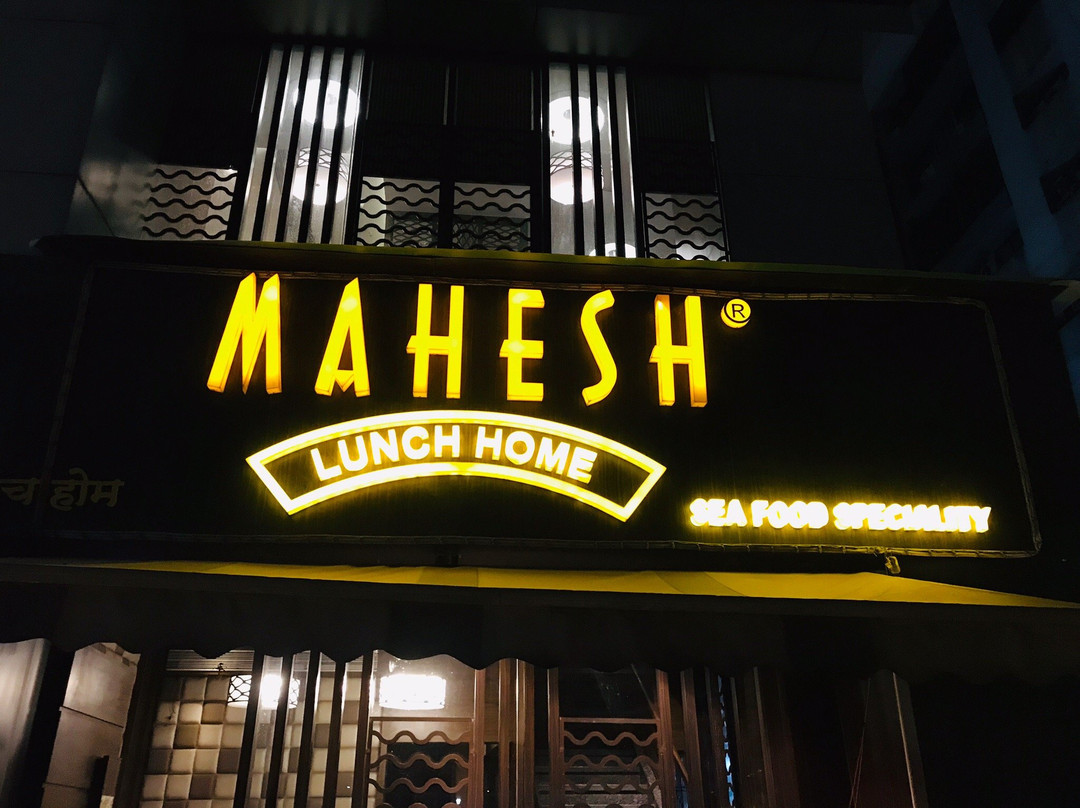 MAHESH®
LUNCH HOME
SEA FOOD SPECIALITY
च होम